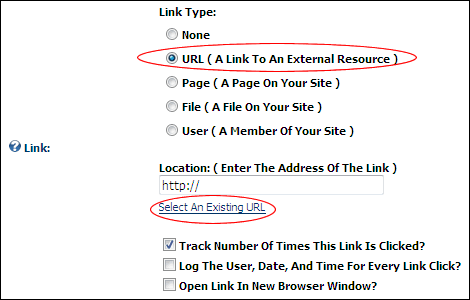 Link Type:
None
URL ( A Link To An External Resource )
Page ( A Page On Your Site )
File ( A File On Your Site )
User ( A Member Of Your Site )
? Link:
Location: ( Enter The Address Of The Link )
http://
Select An Existing URL
Track Number Of Times This Link Is Clicked?
Log The User, Date, And Time For Every Link Click?
Open Link In New Browser Window?